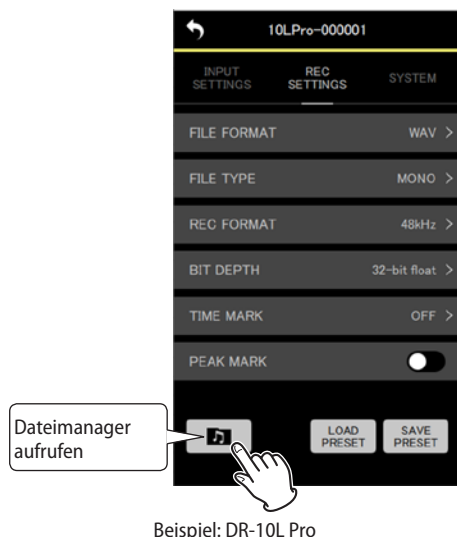 10LPro-000001
INPUT
SETTINGS
REC
SETTINGS
SYSTEM
FILE FORMAT WAV >
FILE TYPE MONO >
REC FORMAT 48kHz >
BIT DEPTH 32-bit float >
TIME MARK OFF >
PEAK MARK
Dateimanager
aufrufen
LOAD
PRESET
SAVE
PRESET
Beispiel: DR-10L Pro